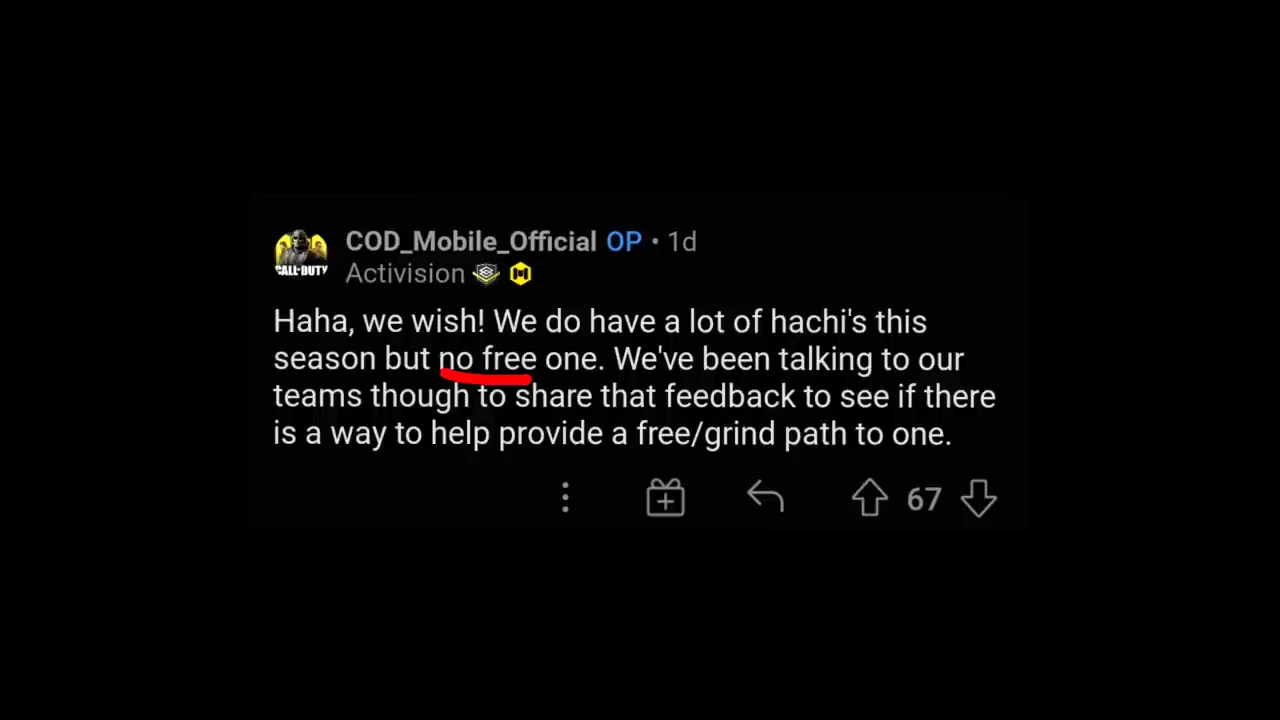 COD_Mobile_Official OP • 1d
CALL•DUTY
Activision
Haha, we wish! We do have a lot of hachi's this
season but no free one. We've been talking to our
teams though to share that feedback to see if there
is a way to help provide a free/grind path to one.
67